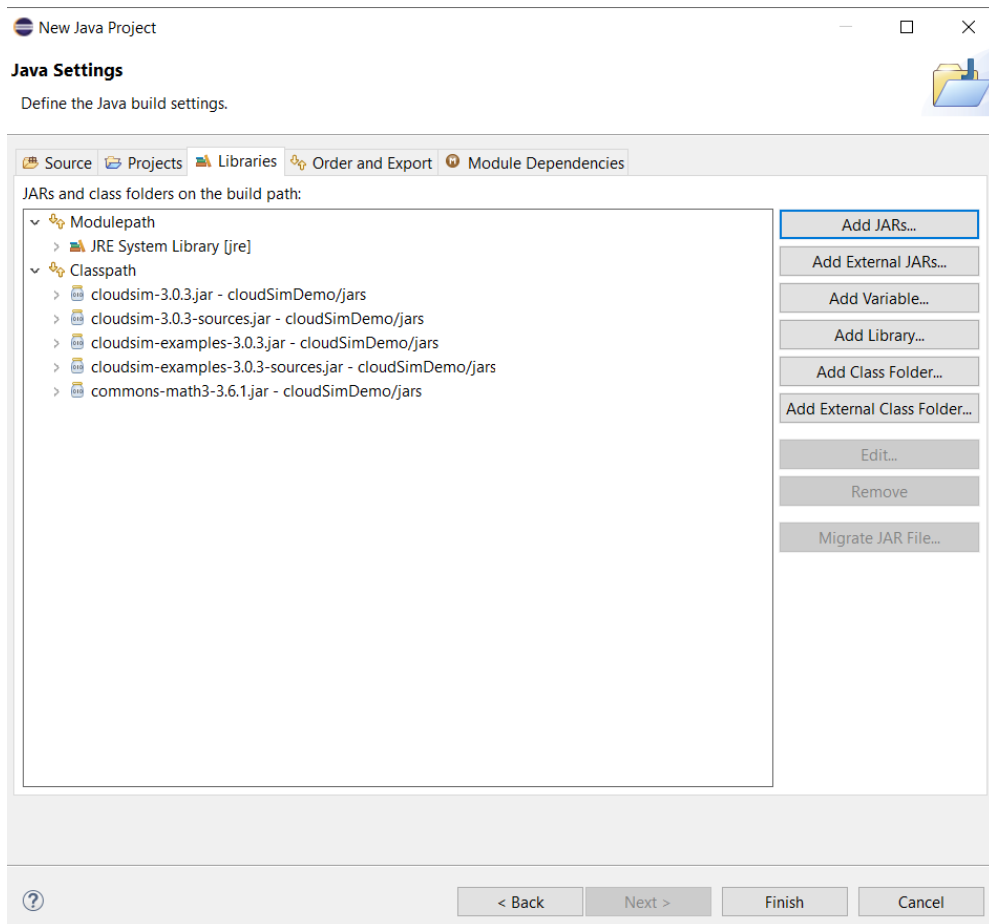 New Java Project
Java Settings
Define the Java build settings.
Source Projects Libraries Order and Export Module Dependencies
JARs and class folders on the build path:
Modulepath
JRE System Library [jre]
Classpath
cloudsim-3.0.3.jar - cloudSimDemo/jars
cloudsim-3.0.3-sources.jar - cloudSimDemo/jars
cloudsim-examples-3.0.3.jar - cloudSimDemo/jars
cloudsim-examples-3.0.3-sources.jar - cloudSimDemo/jars
commons-math3-3.6.1.jar - cloudSimDemo/jars
Add JARs...
Add External JARs...
Add Variable...
Add Library...
Add Class Folder...
Add External Class Folder...
Edit...
Remove
Migrate JAR File...
< Back Next > Finish Cancel